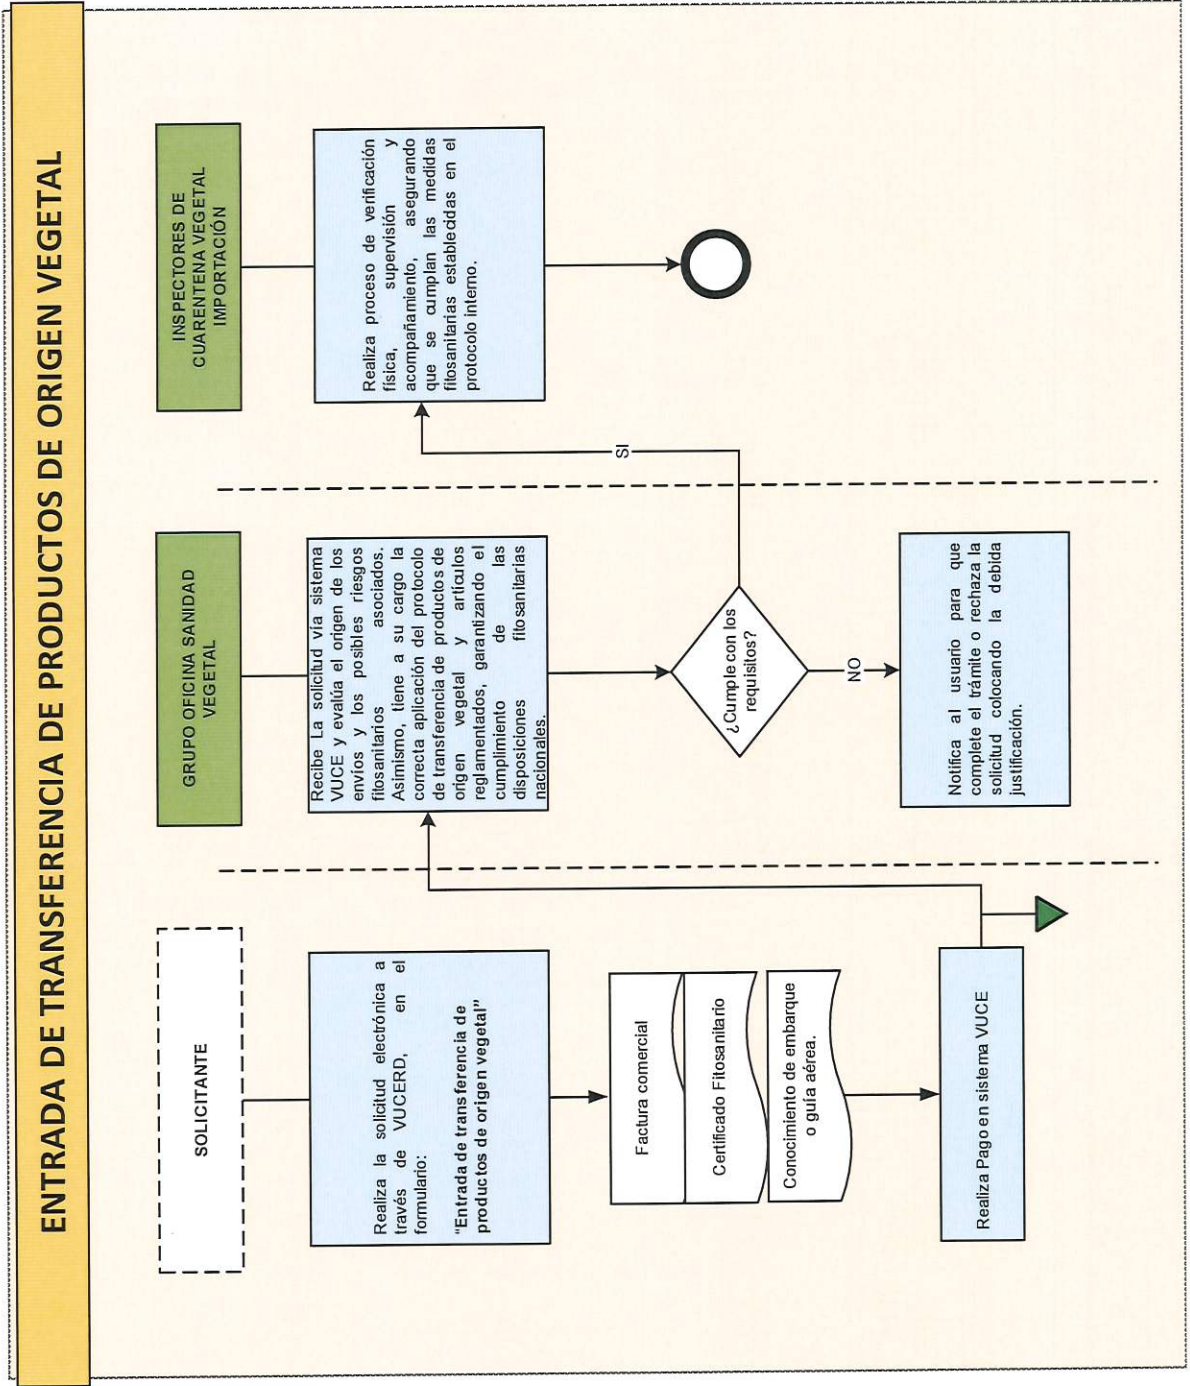 ENTRADA DE TRANSFERENCIA DE PRODUCTOS DE ORIGEN VEGETAL
SOLICITANTE
Realiza la solicitud electrónica a
través de VUCERD, en el
formulario:
"Entrada de transferencia de
productos de origen vegetal"
Factura comercial
Certificado Fitosanitario
Conocimiento de embarque
o guía aérea.
Realiza Pago en sistema VUCE
GRUPO OFICINA SANIDAD
VEGETAL
Recibe La solicitud vía sistema
VUCE y evalúa el origen de los
envíos y los posibles riesgos
fitosanitarios asociados.
Asimismo, tiene a su cargo la
correcta aplicación del protocolo
de transferencia de productos de
origen vegetal y artículos
reglamentados, garantizando el
cumplimiento de las
disposiciones fitosanitarias
nacionales.
¿Cumple con los
requisitos?
SI
NO
Notifica al usuario para que
complete el trámite o rechaza la
solicitud colocando la debida
justificación.
INSPECTORES DE
CUARENTENA VEGETAL
IMPORTACIÓN
Realiza proceso de verificación
física, supervisión y
acompañamiento, asegurando
que se cumplan las medidas
fitosanitarias establecidas en el
protocolo interno.